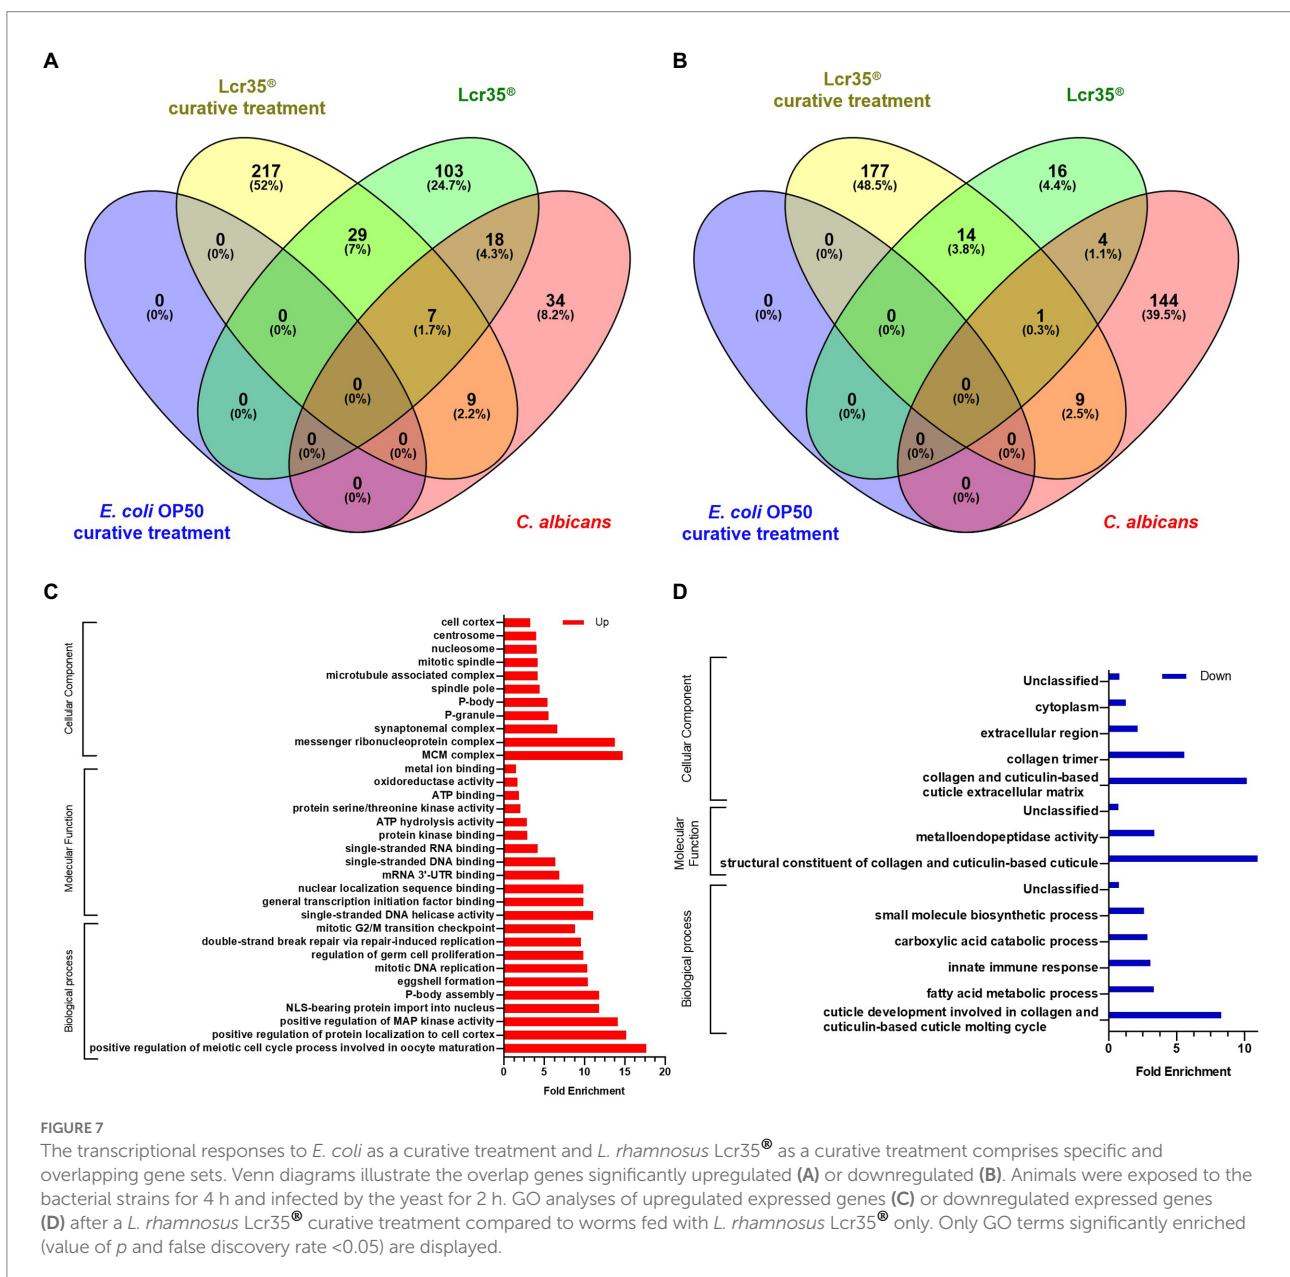 A
B
Lcr35®
curative treatment
Lcr35®
217
(52%)
103
(24.7%)
0
(0%)
29
(7%)
18
(4.3%)
0
(0%)
0
(0%)
7
(1.7%)
34
(8.2%)
0
(0%)
0
(0%)
9
(2.2%)
0
(0%)
0
(0%)
0
(0%)
E. coli OP50
curative treatment
C. albicans
Lcr35®
curative treatment
Lcr35®
177
(48.5%)
16
(4.4%)
0
(0%)
14
(3.8%)
4
(1.1%)
0
(0%)
0
(0%)
1
(0.3%)
144
(39.5%)
0
(0%)
0
(0%)
9
(2.5%)
0
(0%)
0
(0%)
0
(0%)
E. coli OP50
curative treatment
C. albicans
C
Up
Cellular Component
cell cortex
centrosome
nucleosome
mitotic spindle
microtubule associated complex
spindle pole
P-body
P-granule
synaptonemal complex
messenger ribonucleoprotein complex
MCM complex
Molecular Function
metal ion binding
oxidoreductase activity
ATP binding
protein serine/threonine kinase activity
ATP hydrolysis activity
protein kinase binding
single-stranded RNA binding
single-stranded DNA binding
mRNA 3'-UTR binding
nuclear localization sequence binding
general transcription initiation factor binding
single-stranded DNA helicase activity
Biological process
mitotic G2/M transition checkpoint
double-strand break repair via repair-induced replication
regulation of germ cell proliferation
mitotic DNA replication
eggshell formation
P-body assembly
NLS-bearing protein import into nucleus
positive regulation of MAP kinase activity
positive regulation of protein localization to cell cortex
positive regulation of meiotic cell cycle process involved in oocyte maturation
0 5 10 15 20
Fold Enrichment
D
Down
Cellular Component
Unclassified
cytoplasm
extracellular region
collagen trimer
collagen and cuticulin-based
cuticle extracellular matrix
Molecular
Function
Unclassified
metalloendopeptidase activity
structural constituent of collagen and cuticulin-based cuticule
Biological process
Unclassified
small molecule biosynthetic process
carboxylic acid catabolic process
innate immune response
fatty acid metabolic process
cuticle development involved in collagen and
cuticulin-based cuticle molting cycle
0 5 10
Fold Enrichment
FIGURE 7
The transcriptional responses to E. coli as a curative treatment and L. rhamnosus Lcr35® as a curative treatment comprises specific and
overlapping gene sets. Venn diagrams illustrate the overlap genes significantly upregulated (A) or downregulated (B). Animals were exposed to the
bacterial strains for 4 h and infected by the yeast for 2 h. GO analyses of upregulated expressed genes (C) or downregulated expressed genes
(D) after a L. rhamnosus Lcr35® curative treatment compared to worms fed with L. rhamnosus Lcr35® only. Only GO terms significantly enriched
(value of p and false discovery rate <0.05) are displayed.